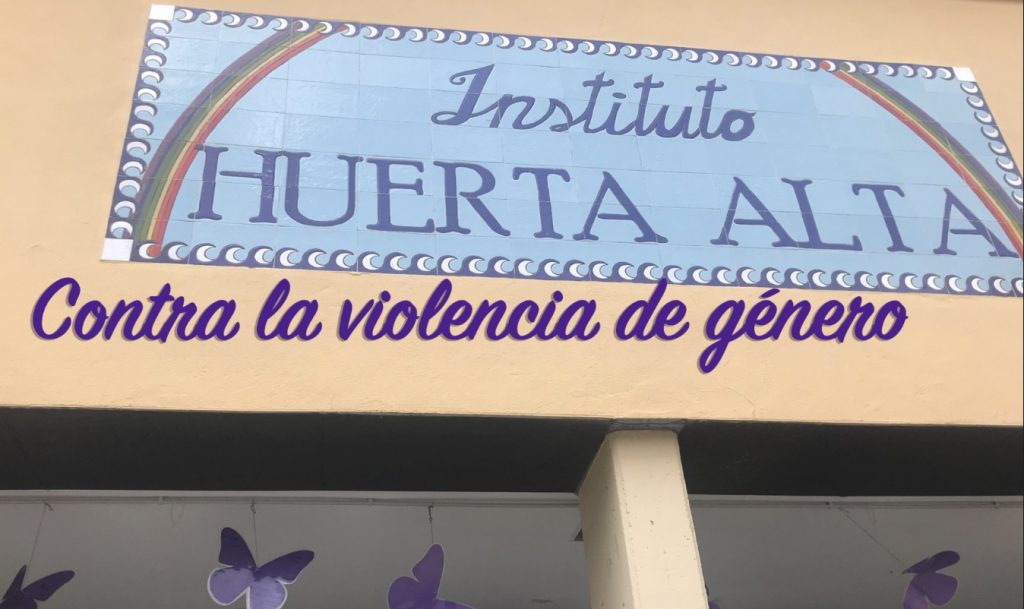 Instituto
HUERTA ALTA
Contra la violencia de género